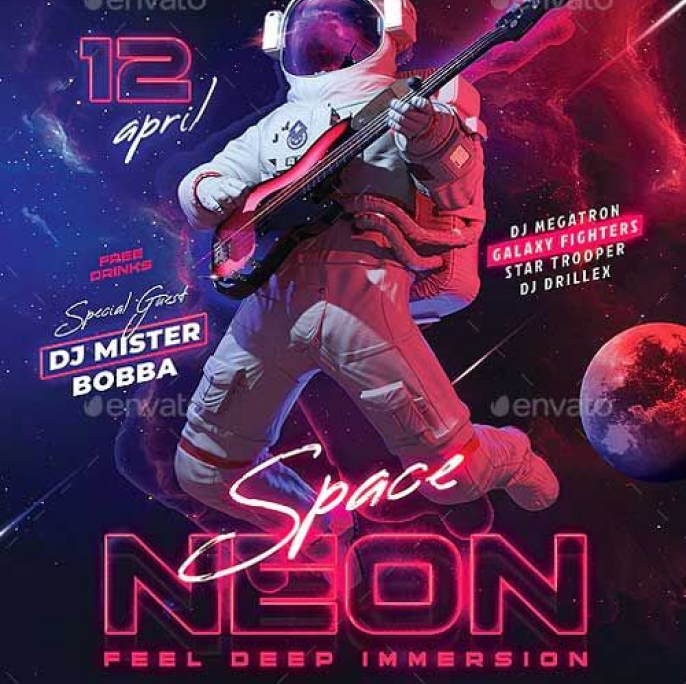 envato
envato
12
april
DJ MEGATRON
GALAXY FIGHTERS
STAR TROOPER
DJ DRILLEX
FREE
DRINKS
Special Guest
DJ MISTER
BOBBA
envato
envato
Space
NEON
FEEL DEEP IMMERSION